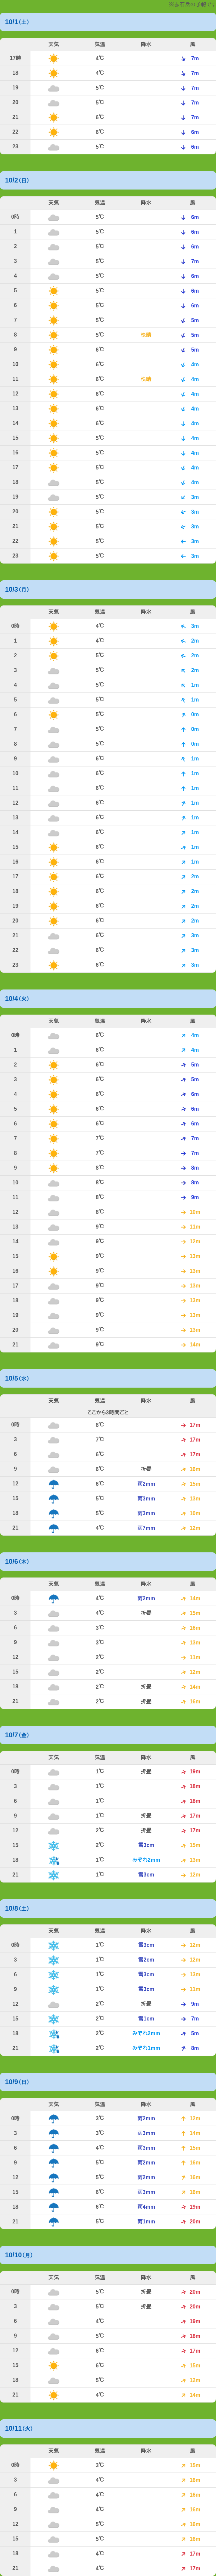 10/1(土)
天気 気温 降水 風
17時 4℃ 7m
18 4℃ 7m
19 5℃ 7m
20 5℃ 7m
21 6℃ 7m
22 6℃ 6m
23 5℃ 6m
10/2(日)
天気 気温 降水 風
0時 5℃ 6m
1 5℃ 6m
2 5℃ 6m
3 5℃ 7m
4 5℃ 6m
5 5℃ 6m
6 5℃ 6m
7 5℃ 5m
8 5℃ 快晴 5m
9 6℃ 5m
10 6℃ 4m
11 6℃ 快晴 4m
12 6℃ 4m
13 6℃ 4m
14 6℃ 4m
15 5℃ 4m
16 5℃ 4m
17 5℃ 4m
18 5℃ 4m
19 5℃ 3m
20 5℃ 3m
21 5℃ 3m
22 5℃ 3m
23 5℃ 3m
10/3(月)
天気 気温 降水 風
0時 4℃ 3m
1 4℃ 2m
2 5℃ 2m
3 5℃ 2m
4 5℃ 1m
5 5℃ 1m
6 5℃ 0m
7 5℃ 0m
8 5℃ 0m
9 6℃ 1m
10 6℃ 1m
11 6℃ 1m
12 6℃ 1m
13 6℃ 1m
14 6℃ 1m
15 6℃ 1m
16 6℃ 1m
17 6℃ 2m
18 6℃ 2m
19 6℃ 2m
20 6℃ 2m
21 6℃ 3m
22 6℃ 3m
23 6℃ 3m
10/4(火)
天気 気温 降水 風
0時 6℃ 4m
1 6℃ 4m
2 6℃ 5m
3 6℃ 5m
4 6℃ 6m
5 6℃ 6m
6 6℃ 6m
7 7℃ 7m
8 7℃ 7m
9 8℃ 8m
10 8℃ 8m
11 8℃ 9m
12 8℃ 10m
13 9℃ 11m
14 9℃ 12m
15 9℃ 13m
16 9℃ 13m
17 9℃ 13m
18 9℃ 13m
19 9℃ 13m
20 9℃ 13m
21 9℃ 14m
10/5(水)
天気 気温 降水 風
ここから3時間ごと
0時 8℃ 17m
3 7℃ 17m
6 6℃ 17m
9 6℃ 折畳 16m
12 6℃ 雨2mm 15m
15 5℃ 雨3mm 13m
18 5℃ 雨3mm 10m
21 4℃ 雨7mm 12m
10/6(木)
天気 気温 降水 風
0時 4℃ 雨2mm 14m
3 4℃ 折畳 15m
6 3℃ 16m
9 3℃ 13m
12 2℃ 11m
15 2℃ 12m
18 2℃ 折畳 14m
21 2℃ 折畳 16m
10/7(金)
天気 気温 降水 風
0時 1℃ 折畳 19m
3 1℃ 18m
6 1℃ 18m
9 1℃ 折畳 17m
12 2℃ 折畳 17m
15 2℃ 雪3cm 15m
18 1℃ みぞれ2mm 13m
21 1℃ 雪3cm 12m
10/8(土)
天気 気温 降水 風
0時 1℃ 雪3cm 12m
3 1℃ 雪2cm 12m
6 1℃ 雪3cm 13m
9 1℃ 雪3cm 11m
12 2℃ 折畳 9m
15 2℃ 雪1cm 7m
18 2℃ みぞれ2mm 5m
21 2℃ みぞれ1mm 8m
10/9(日)
天気 気温 降水 風
0時 3℃ 雨2mm 12m
3 3℃ 雨3mm 14m
6 4℃ 雨3mm 15m
9 5℃ 雨2mm 16m
12 5℃ 雨2mm 16m
15 6℃ 雨3mm 16m
18 6℃ 雨4mm 19m
21 5℃ 雨1mm 20m
10/10(月)
天気 気温 降水 風
0時 5℃ 折畳 20m
3 5℃ 折畳 20m
6 4℃ 19m
9 5℃ 18m
12 6℃ 17m
15 6℃ 15m
18 5℃ 12m
21 4℃ 14m
10/11(火)
天気 気温 降水 風
0時 3℃ 15m
3 4℃ 16m
6 4℃ 16m
9 4℃ 16m
12 5℃ 16m
15 5℃ 16m
18 4℃ 17m
21 4℃ 17m